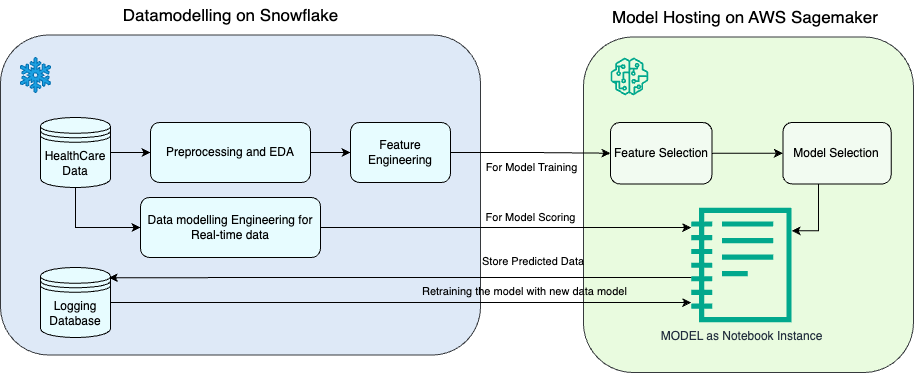 Datamodelling on Snowflake
Model Hosting on AWS Sagemaker
HealthCare
Data
Preprocessing and EDA
Feature
Engineering
For Model Training
Feature Selection
Model Selection
Data modelling Engineering for
Real-time data
For Model Scoring
Store Predicted Data
Retraining the model with new data model
Logging
Database
MODEL as Notebook Instance